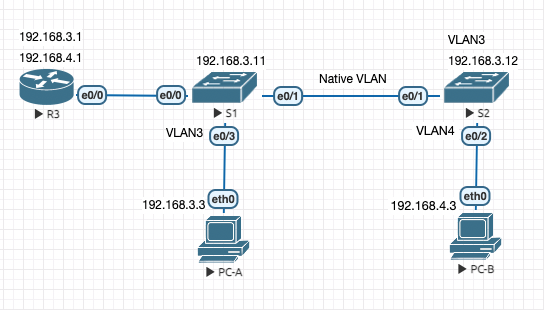 192.168.3.1
192.168.4.1
e0/0
R3
192.168.3.11
e0/0
S1
e0/1
Native VLAN
VLAN3
192.168.3.12
e0/1
S2
VLAN3
e0/3
VLAN4
e0/2
192.168.3.3
eth0
PC-A
192.168.4.3
eth0
PC-B